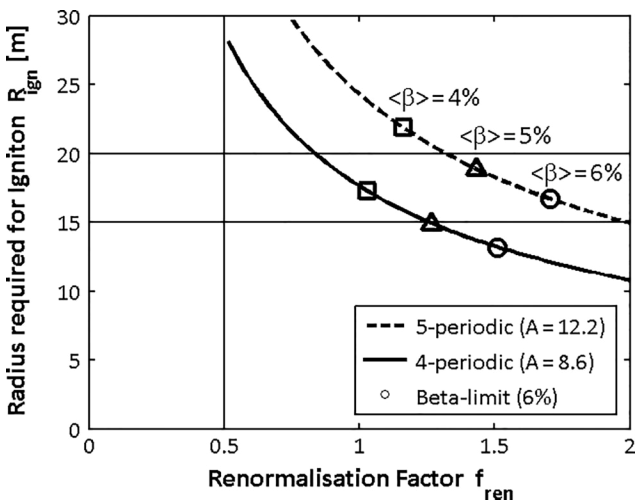 Radius required for Igniton R_ign [m]
30
25
20
15
10
5
0
<β> = 4%
<β> = 5%
<β> = 6%
5-periodic (A = 12.2)
4-periodic (A = 8.6)
Beta-limit (6%)
0
0.5
1
1.5
2
Renormalisation Factor f_ren